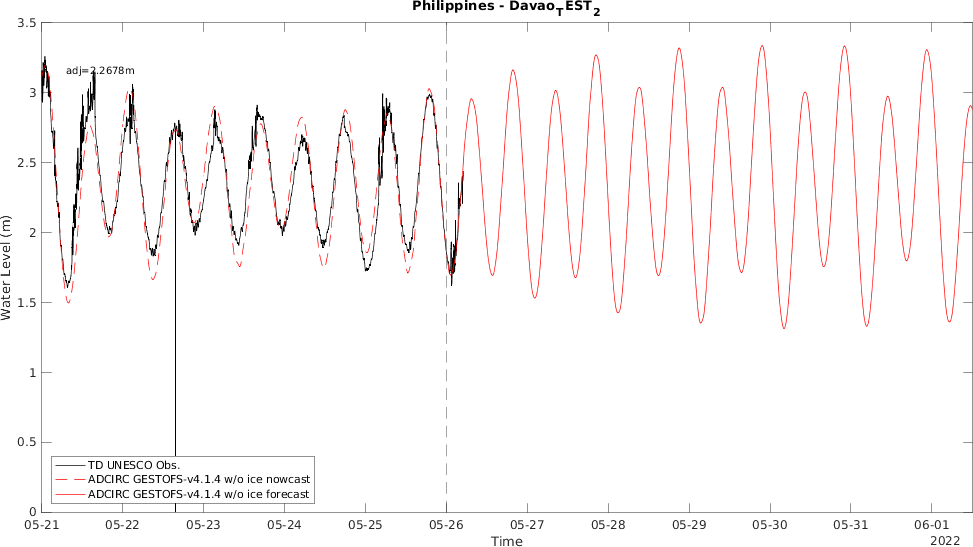 Philippines - Davao_TEST_2
3.5
3
2.5
2
1.5
1
0.5
0
Water Level (m)
adj=2.2678m
TD UNESCO Obs.
ADCIRC GESTOFS-v4.1.4 w/o ice nowcast
ADCIRC GESTOFS-v4.1.4 w/o ice forecast
05-21 05-22 05-23 05-24 05-25 05-26 05-27 05-28 05-29 05-30 05-31 06-01
Time
2022